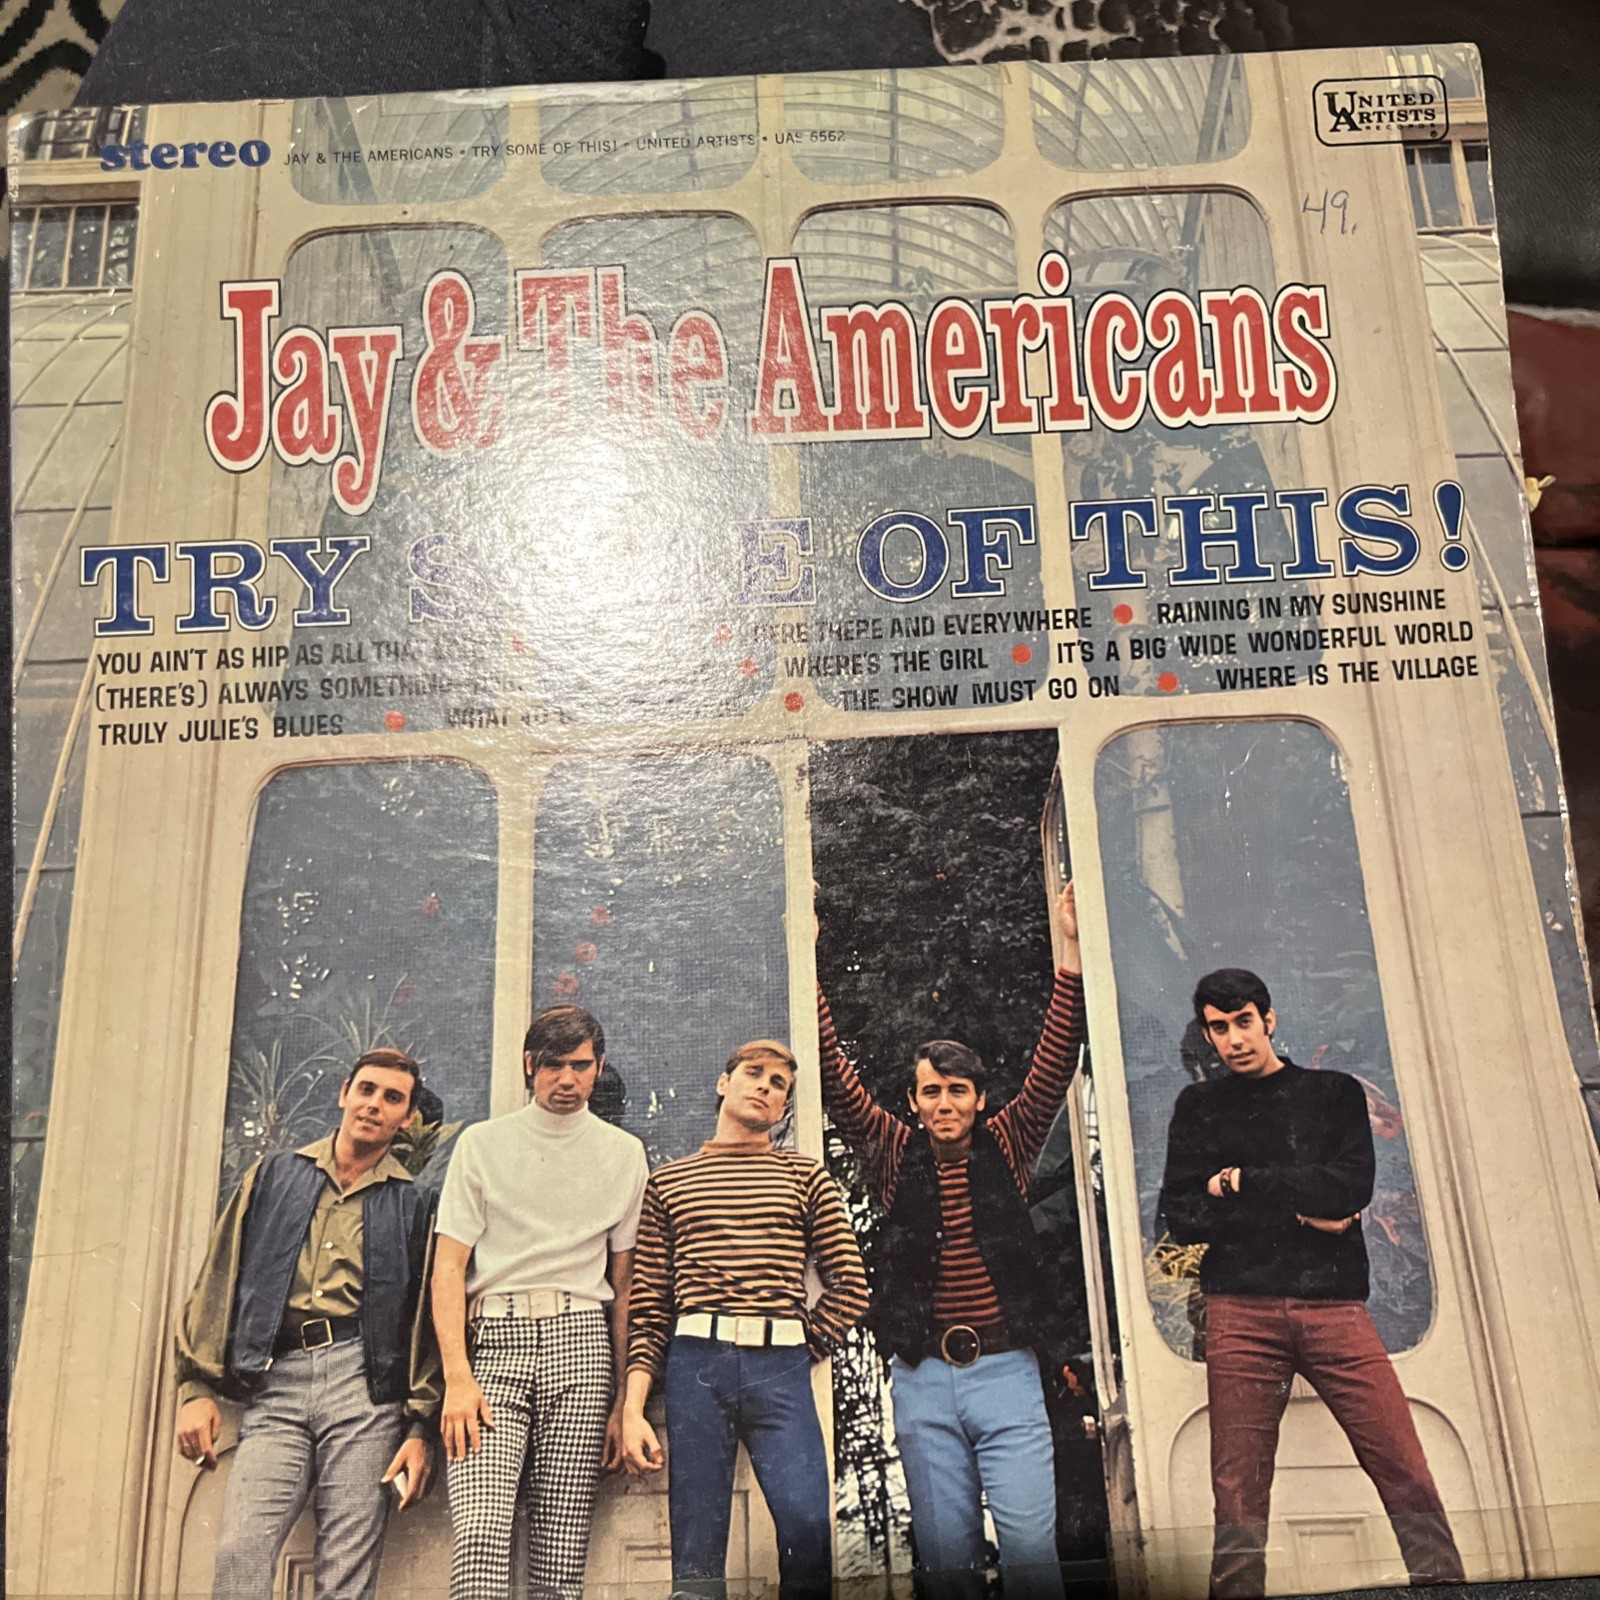 stereo JAY & THE AMERICANS • TRY SOME OF THIS! • UNITED ARTISTS • UAS 6562
UNITED
ARTISTS
RECORDS
49.
Jay & The Americans
TRY S E OF THIS!
YOU AIN'T AS HIP AS ALL THAT • • HERE THERE AND EVERYWHERE • RAINING IN MY SUNSHINE
(THERE'S) ALWAYS SOMETHING • WHERE'S THE GIRL • IT'S A BIG WIDE WONDERFUL WORLD
TRULY JULIE'S BLUES • WHAT • THE SHOW MUST GO ON • WHERE IS THE VILLAGE